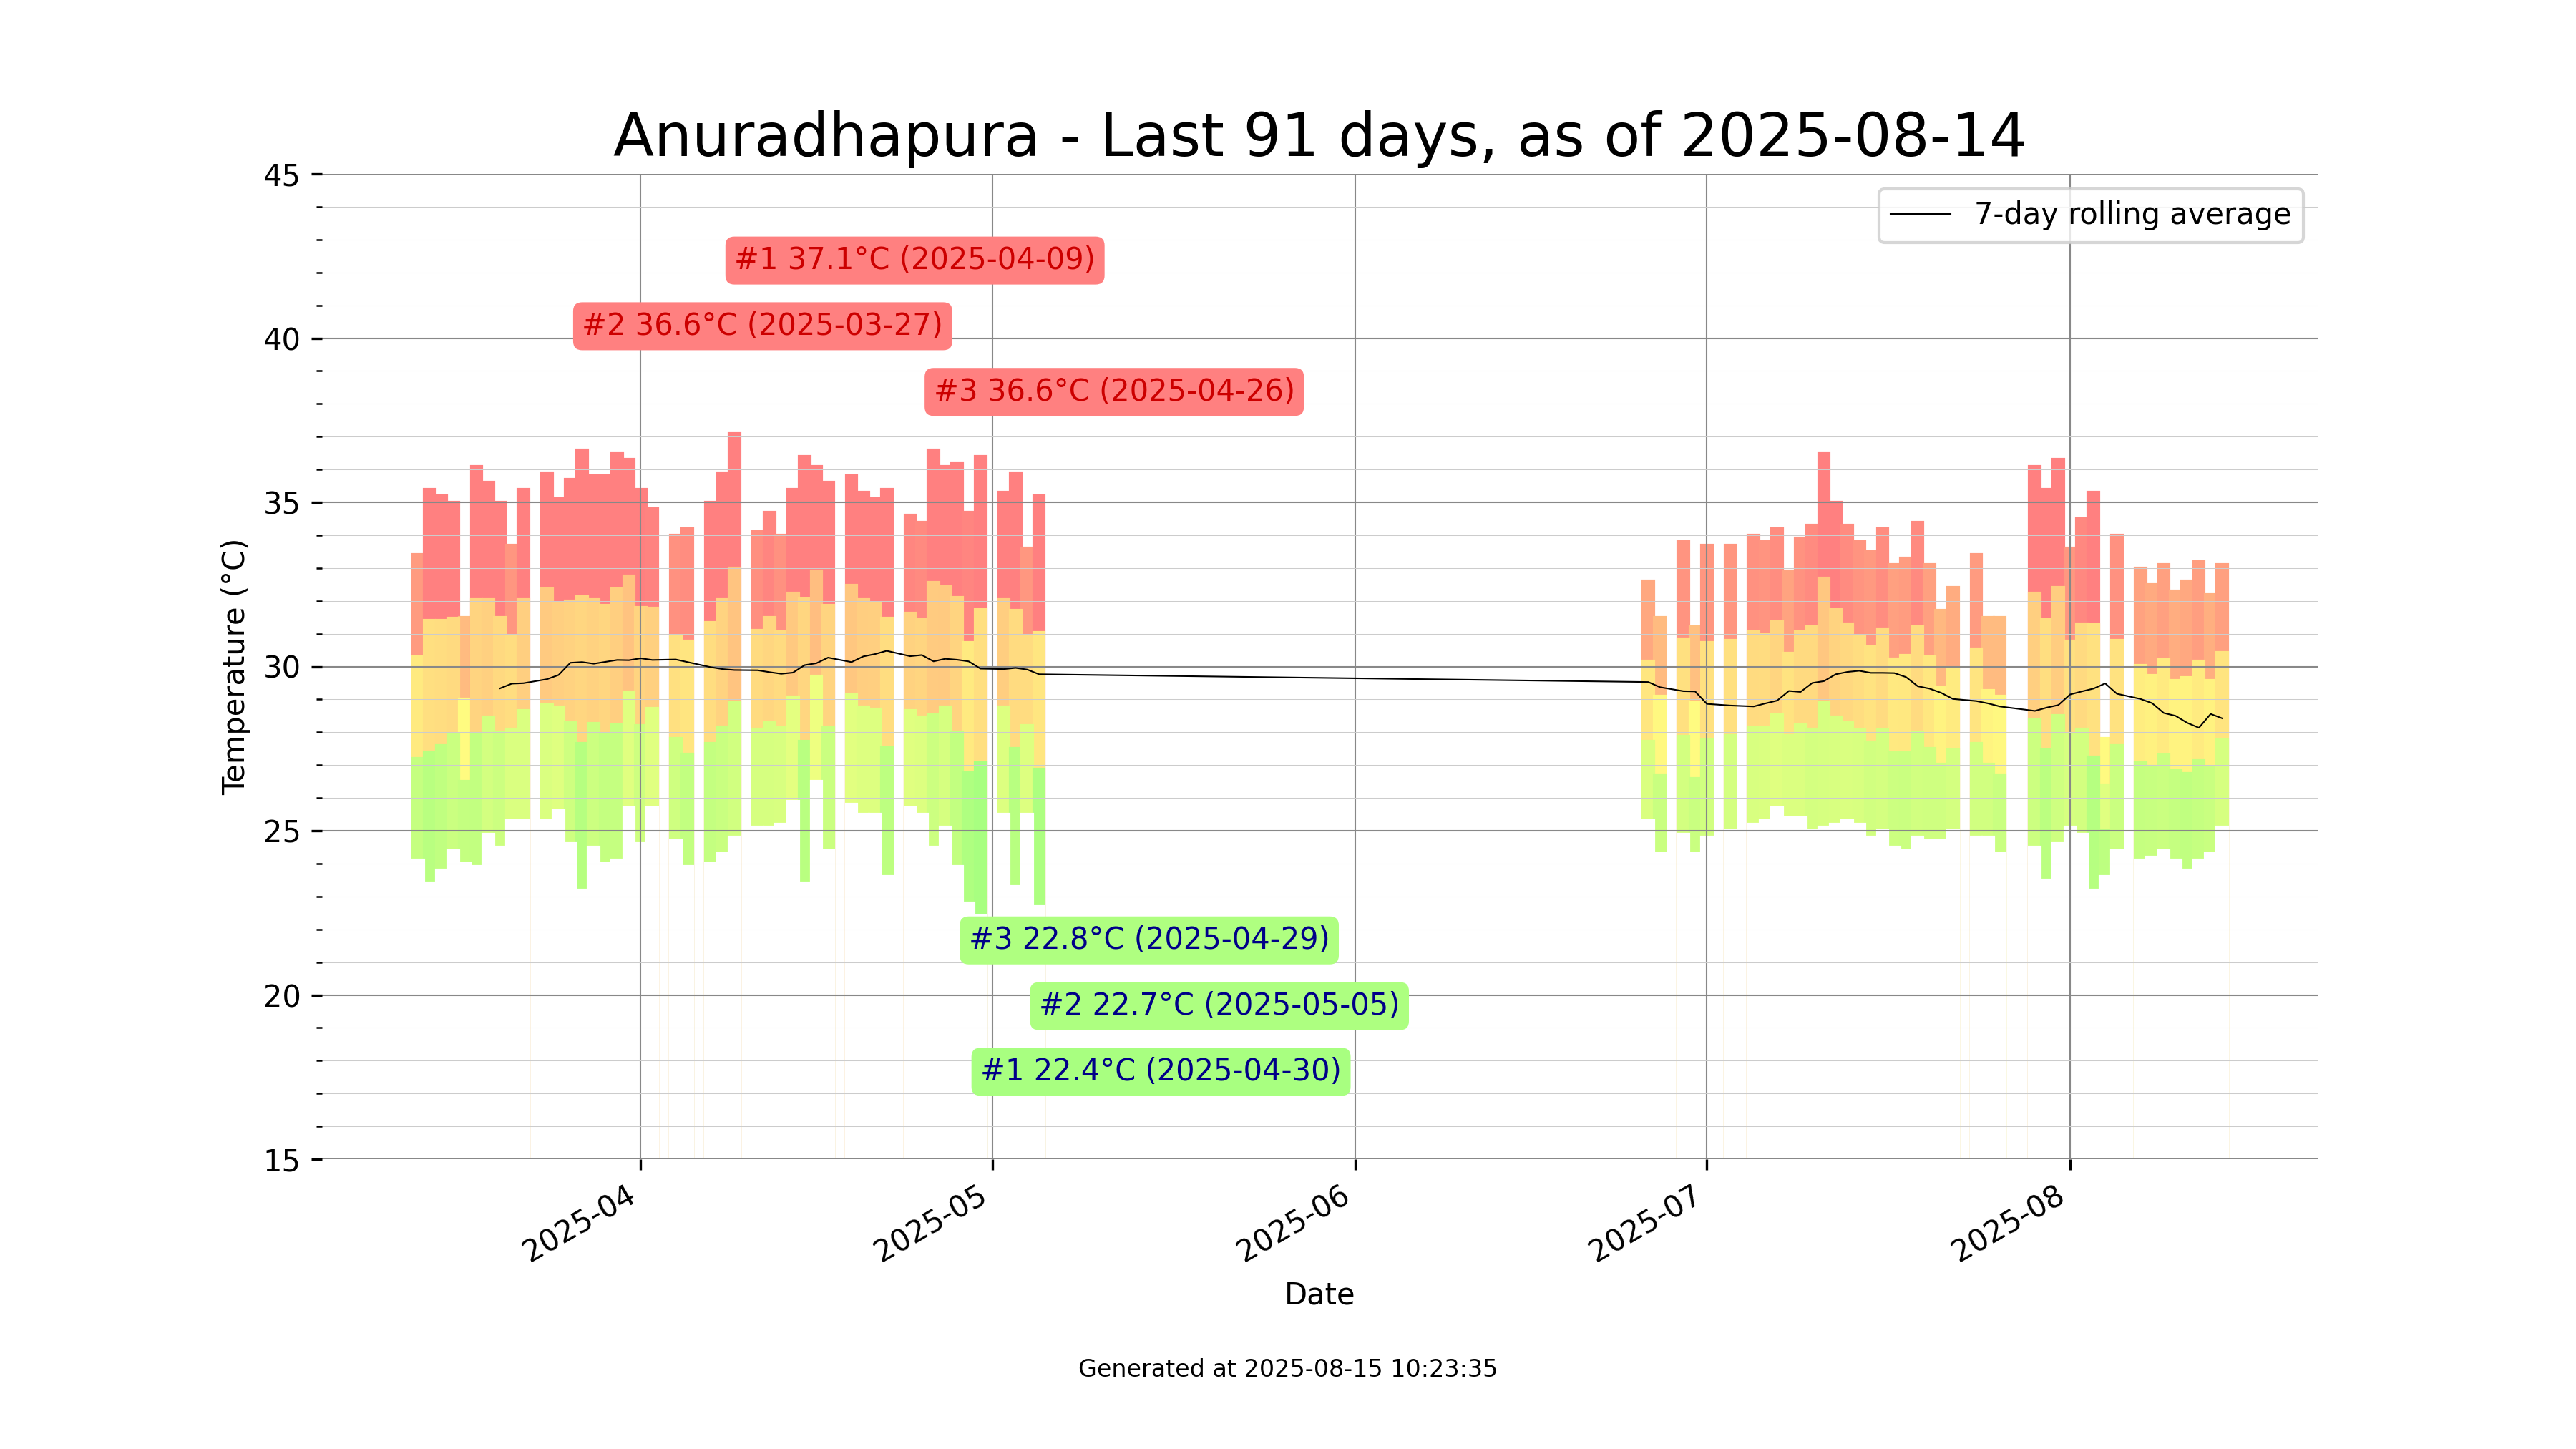 Anuradhapura - Last 91 days, as of 2025-08-14
45
7-day rolling average
#1 37.1°C (2025-04-09)
#2 36.6°C (2025-03-27)
40
#3 36.6°C (2025-04-26)
35
Temperature (°C)
30
25
#3 22.8°C (2025-04-29)
20
#2 22.7°C (2025-05-05)
#1 22.4°C (2025-04-30)
15
2025-04
2025-05
2025-06
2025-07
2025-08
Date
Generated at 2025-08-15 10:23:35